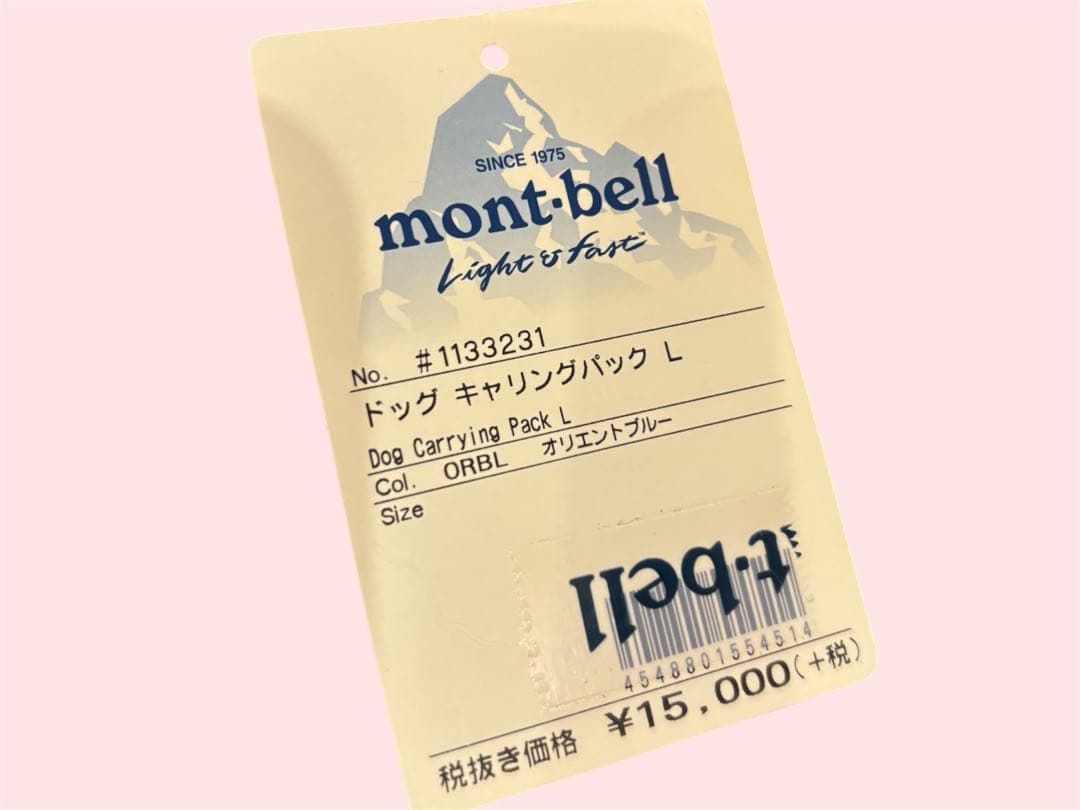 SINCE 1975
mont・bell
Light & Fast™
No. #1133231
ドッグ キャリングパック L
Dog Carrying Pack L
Col. ORBL オリエントブルー
Size
t・bell
4548801554514
税抜き価格 ¥15,000(+税)